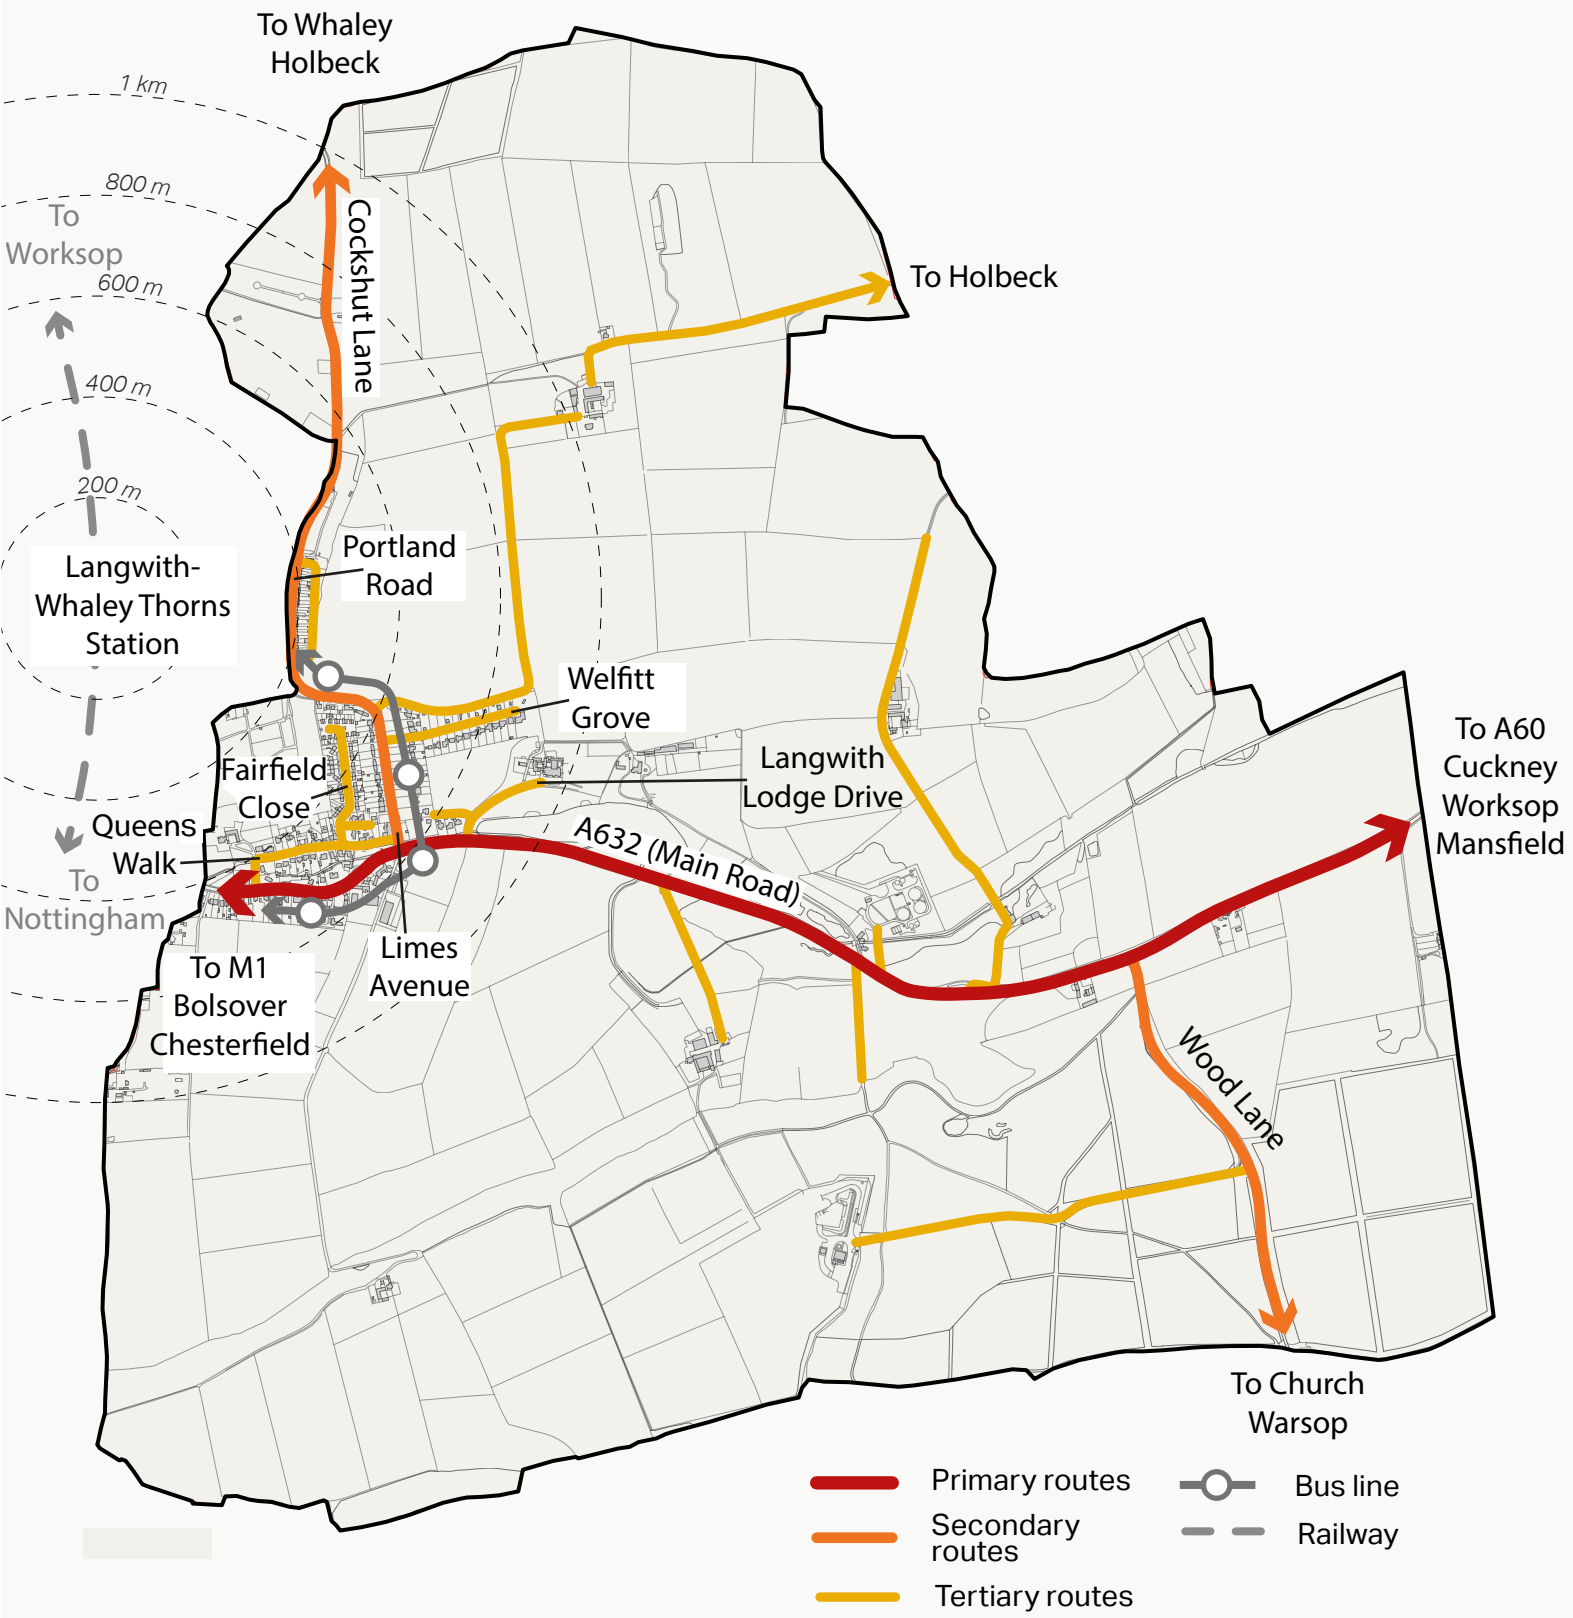 To Whaley
Holbeck
1 km
800 m
To
Worksop
600 m
400 m
200 m
Cockshut Lane
To Holbeck
Portland
Road
Langwith-
Whaley Thorns
Station
Welfitt
Grove
Langwith
Lodge Drive
Fairfield
Close
Queens
Walk
To
Nottingham
A632 (Main Road)
To A60
Cuckney
Worksop
Mansfield
Limes
Avenue
To M1
Bolsover
Chesterfield
Wood Lane
To Church
Warsop
Primary routes
Secondary
routes
Tertiary routes
Bus line
Railway